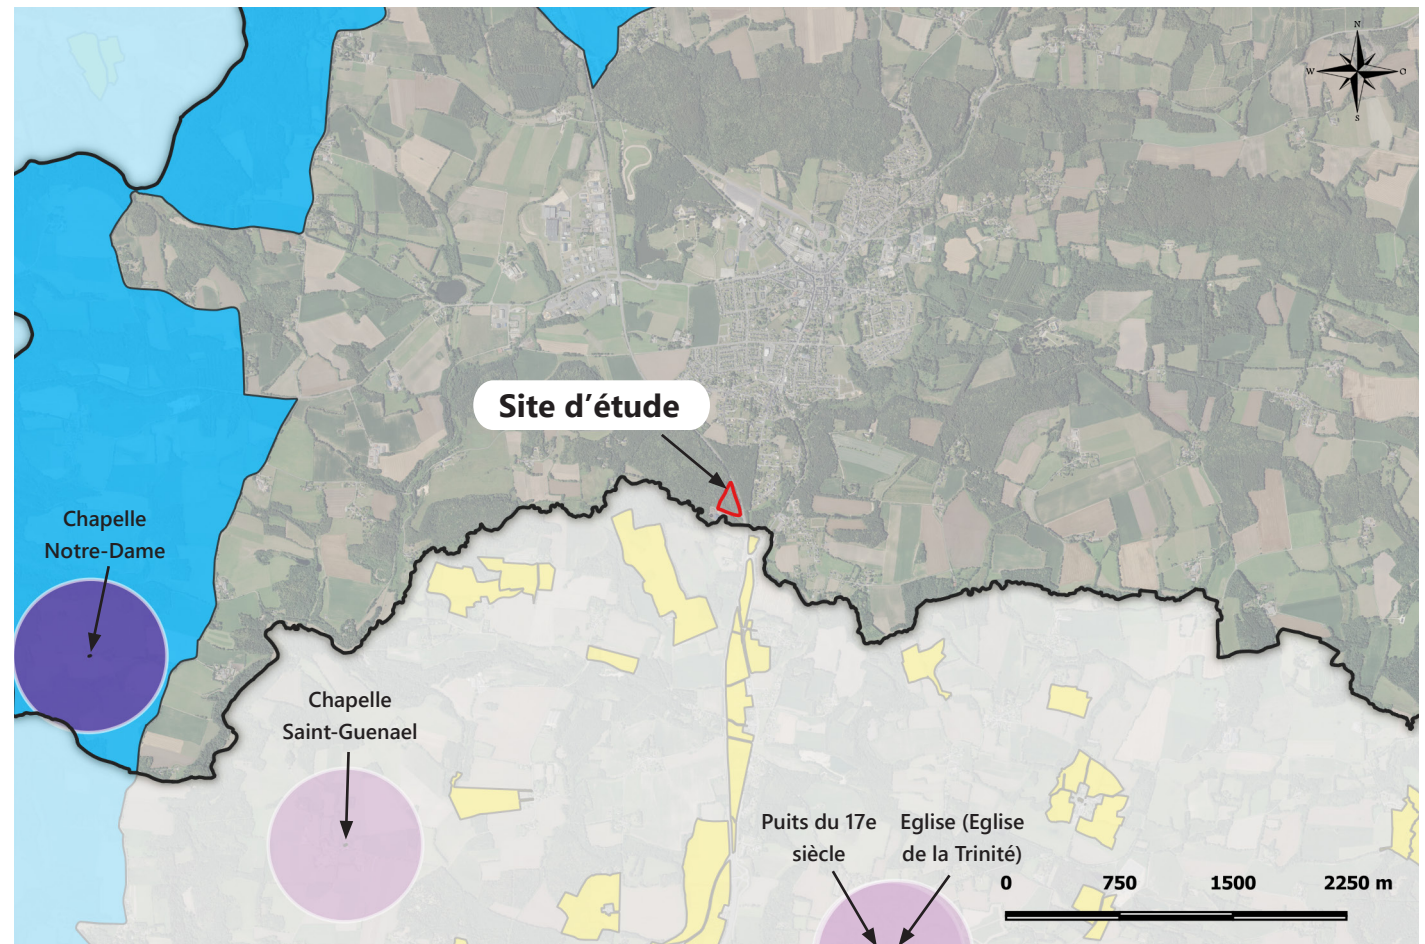 N
W O
S
Site d’étude
Chapelle
Notre-Dame
Chapelle
Saint-Guenael
Puits du 17e
siècle
Eglise (Eglise
de la Trinité)
0 750 1500 2250 m